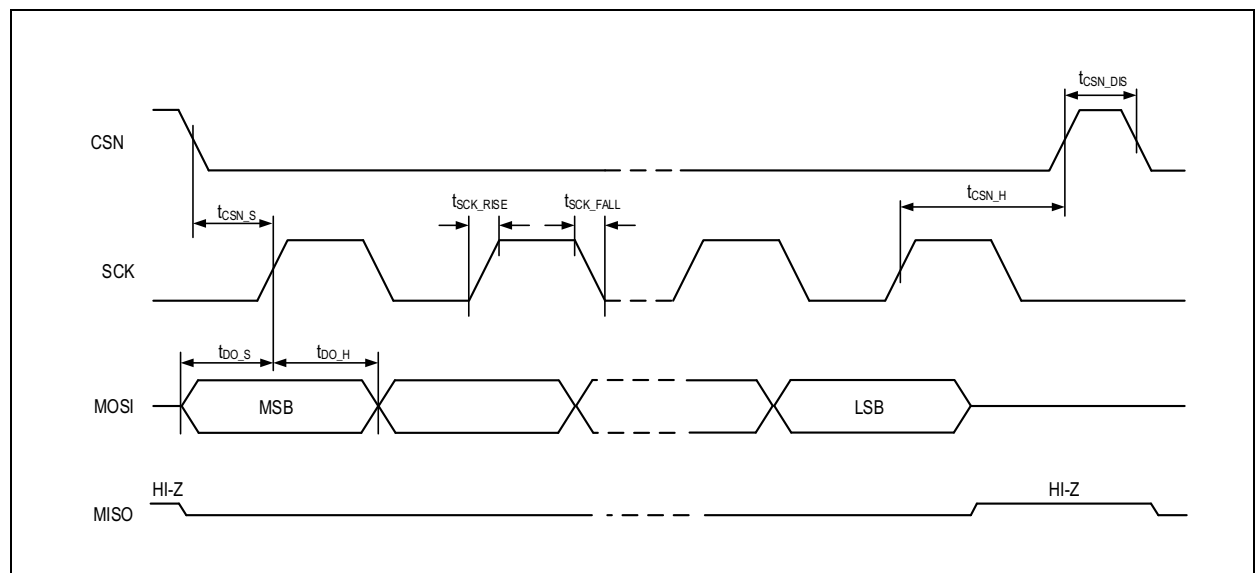 tCSN_DIS
CSN
tCSN_S
tSCK_RISE
tSCK_FALL
tCSN_H
SCK
tDO_S
tDO_H
MOSI
MSB
LSB
HI-Z
HI-Z
MISO